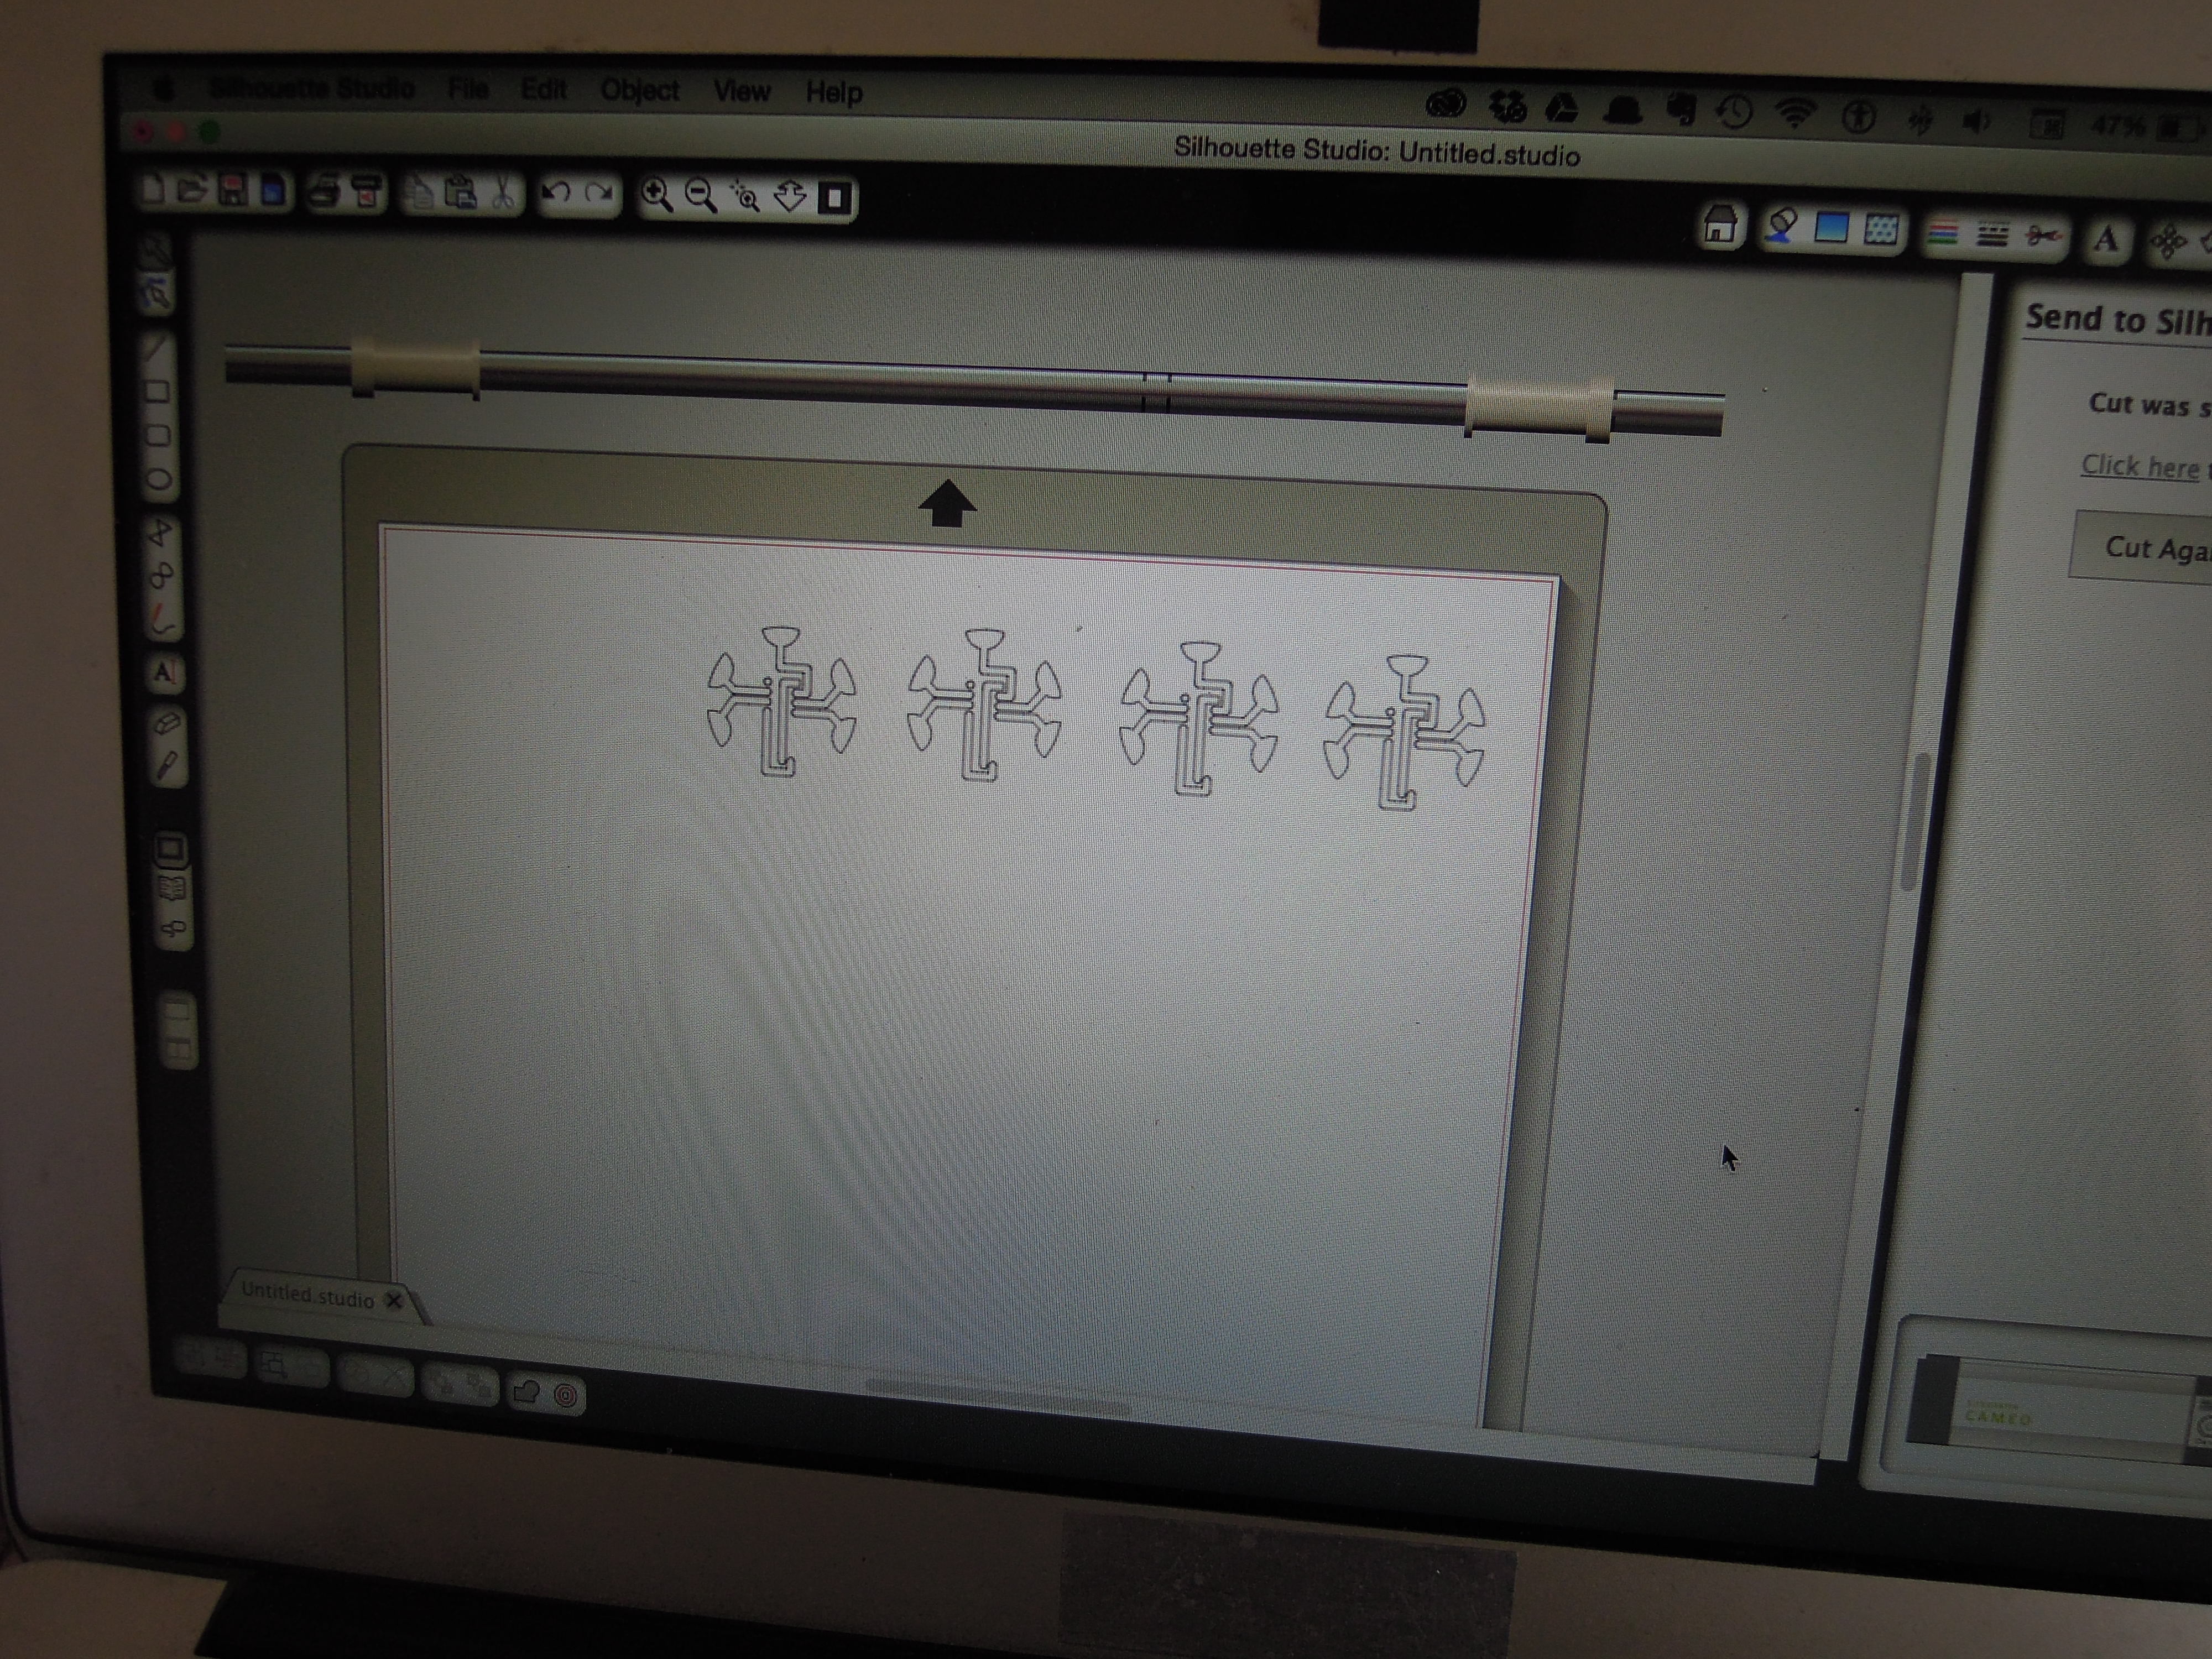 Silhouette Studio File Edit Object View Help 47%
Silhouette Studio: Untitled.studio
A
Send to Silh
Cut was s
Click here
Cut Aga
A
Untitled.studio
CAMEO